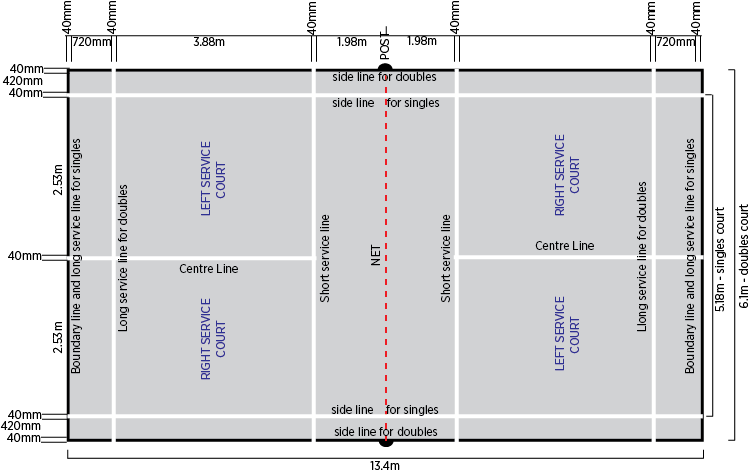 40mm
40mm
40mm
40mm
40mm
40mm
720mm
3.88m
1.98m
POST
1.98m
720mm
40mm
420mm
40mm
side line for doubles
side line for singles
2.53m
Boundary line and long service line for singles
Long service line for doubles
LEFT SERVICE
COURT
Short service line
NET
Short service line
RIGHT SERVICE
COURT
Llong service line for doubles
Boundary line and long service line for singles
5.18m - singles court
6.1m - doubles court
40mm
Centre Line
Centre Line
2.53m
RIGHT SERVICE
COURT
LEFT SERVICE
COURT
40mm
420mm
40mm
side line for singles
side line for doubles
13.4m